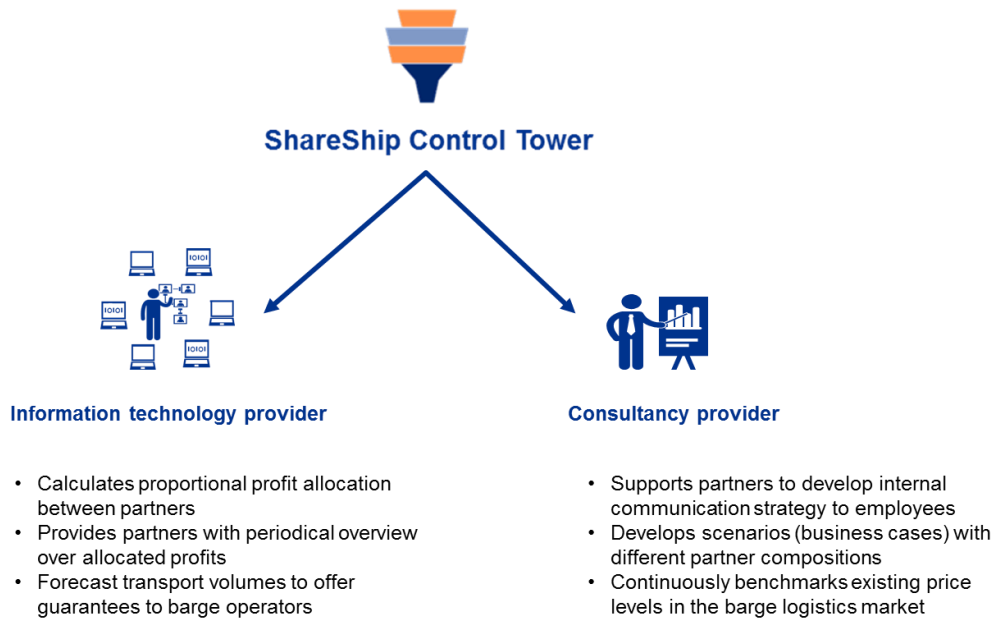 ShareShip Control Tower
10101
10101
10101
Information technology provider
• Calculates proportional profit allocation
between partners
• Provides partners with periodical overview
over allocated profits
• Forecast transport volumes to offer
guarantees to barge operators
Consultancy provider
• Supports partners to develop internal
communication strategy to employees
• Develops scenarios (business cases) with
different partner compositions
• Continuously benchmarks existing price
levels in the barge logistics market